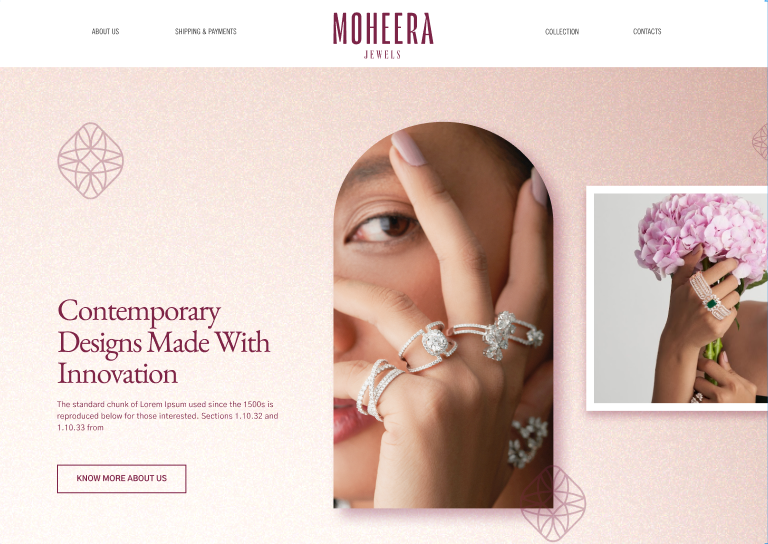 ABOUT US
SHIPPING & PAYMENTS
MOHEERA
JEWELS
COLLECTION
CONTACTS
Contemporary
Designs Made With
Innovation
The standard chunk of Lorem Ipsum used since the 1500s is
reproduced below for those interested. Sections 1.10.32 and
1.10.33 from
KNOW MORE ABOUT US